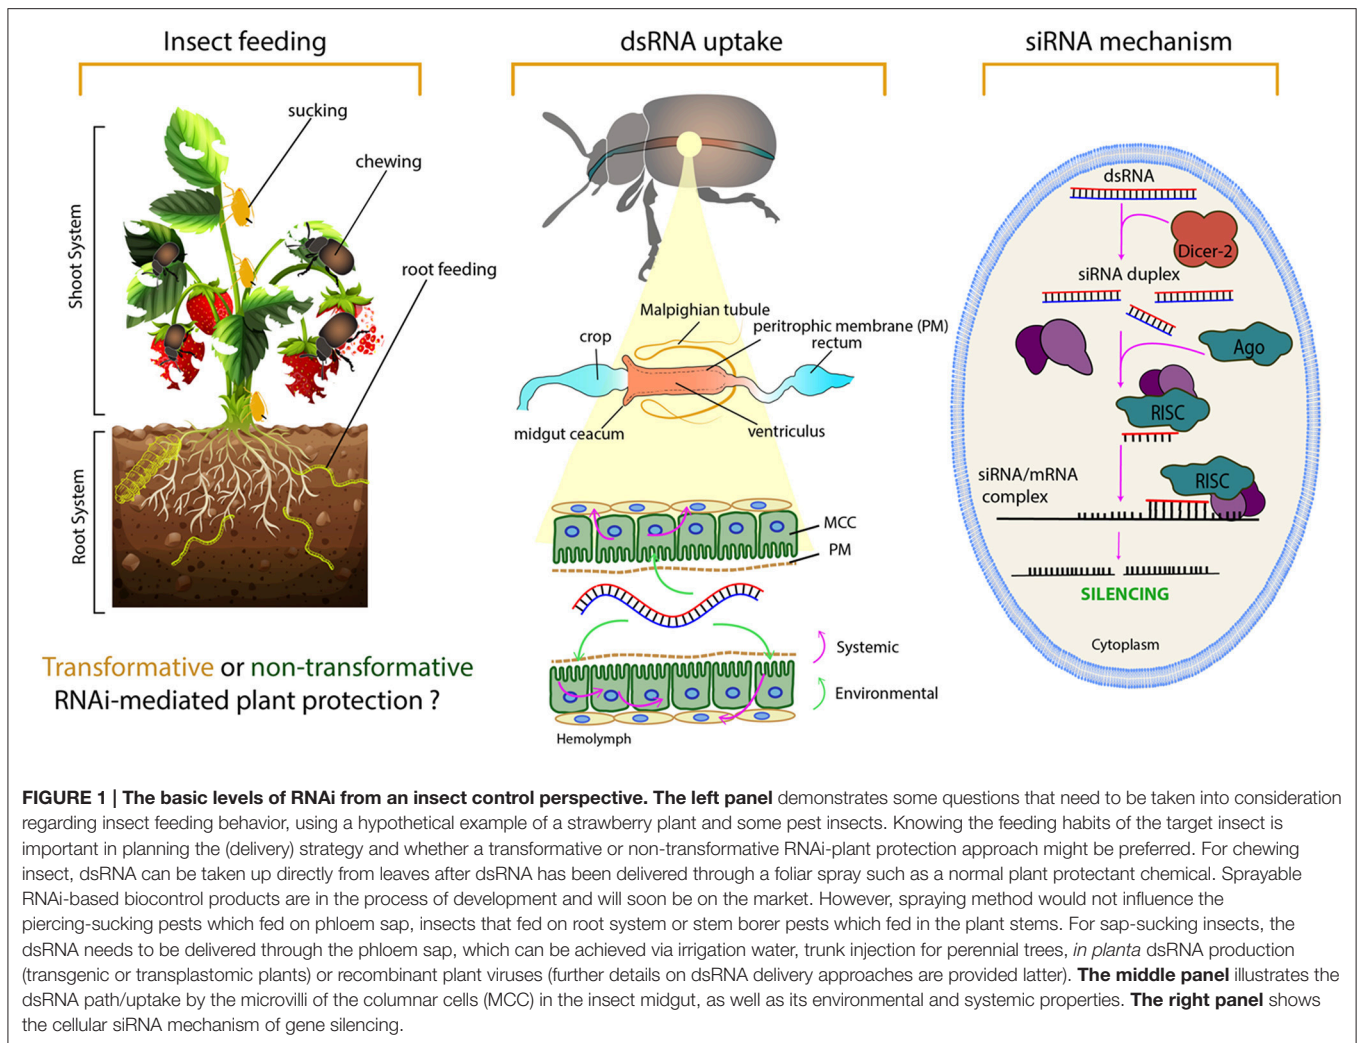 Insect feeding
sucking
chewing
root feeding
Shoot System
Root System
Transformative or non-transformative
RNAi-mediated plant protection ?
dsRNA uptake
Malpighian tubule
peritrophic membrane (PM)
crop
rectum
midgut ceacum
ventriculus
MCC
PM
Systemic
Environmental
Hemolymph
siRNA mechanism
dsRNA
Dicer-2
siRNA duplex
Ago
RISC
siRNA/mRNA
complex
RISC
SILENCING
Cytoplasm
FIGURE 1 | The basic levels of RNAi from an insect control perspective. The left panel demonstrates some questions that need to be taken into consideration
regarding insect feeding behavior, using a hypothetical example of a strawberry plant and some pest insects. Knowing the feeding habits of the target insect is
important in planning the (delivery) strategy and whether a transformative or non-transformative RNAi-plant protection approach might be preferred. For chewing
insect, dsRNA can be taken up directly from leaves after dsRNA has been delivered through a foliar spray such as a normal plant protectant chemical. Sprayable
RNAi-based biocontrol products are in the process of development and will soon be on the market. However, spraying method would not influence the
piercing-sucking pests which fed on phloem sap, insects that fed on root system or stem borer pests which fed in the plant stems. For sap-sucking insects, the
dsRNA needs to be delivered through the phloem sap, which can be achieved via irrigation water, trunk injection for perennial trees, in planta dsRNA production
(transgenic or transplastomic plants) or recombinant plant viruses (further details on dsRNA delivery approaches are provided latter). The middle panel illustrates the
dsRNA path/uptake by the microvilli of the columnar cells (MCC) in the insect midgut, as well as its environmental and systemic properties. The right panel shows
the cellular siRNA mechanism of gene silencing.